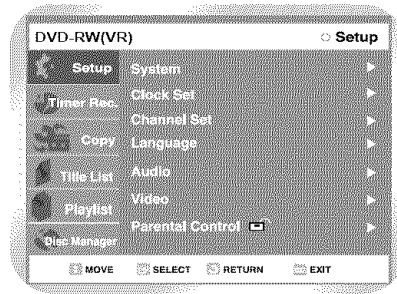 DVD-RW(VR) Setup
Setup
Timer Rec.
Copy
Title List
Playlist
Disc Manager
System
Clock Set
Channel Set
Language
Audio
Video
Parental Control
MOVE SELECT RETURN EXIT